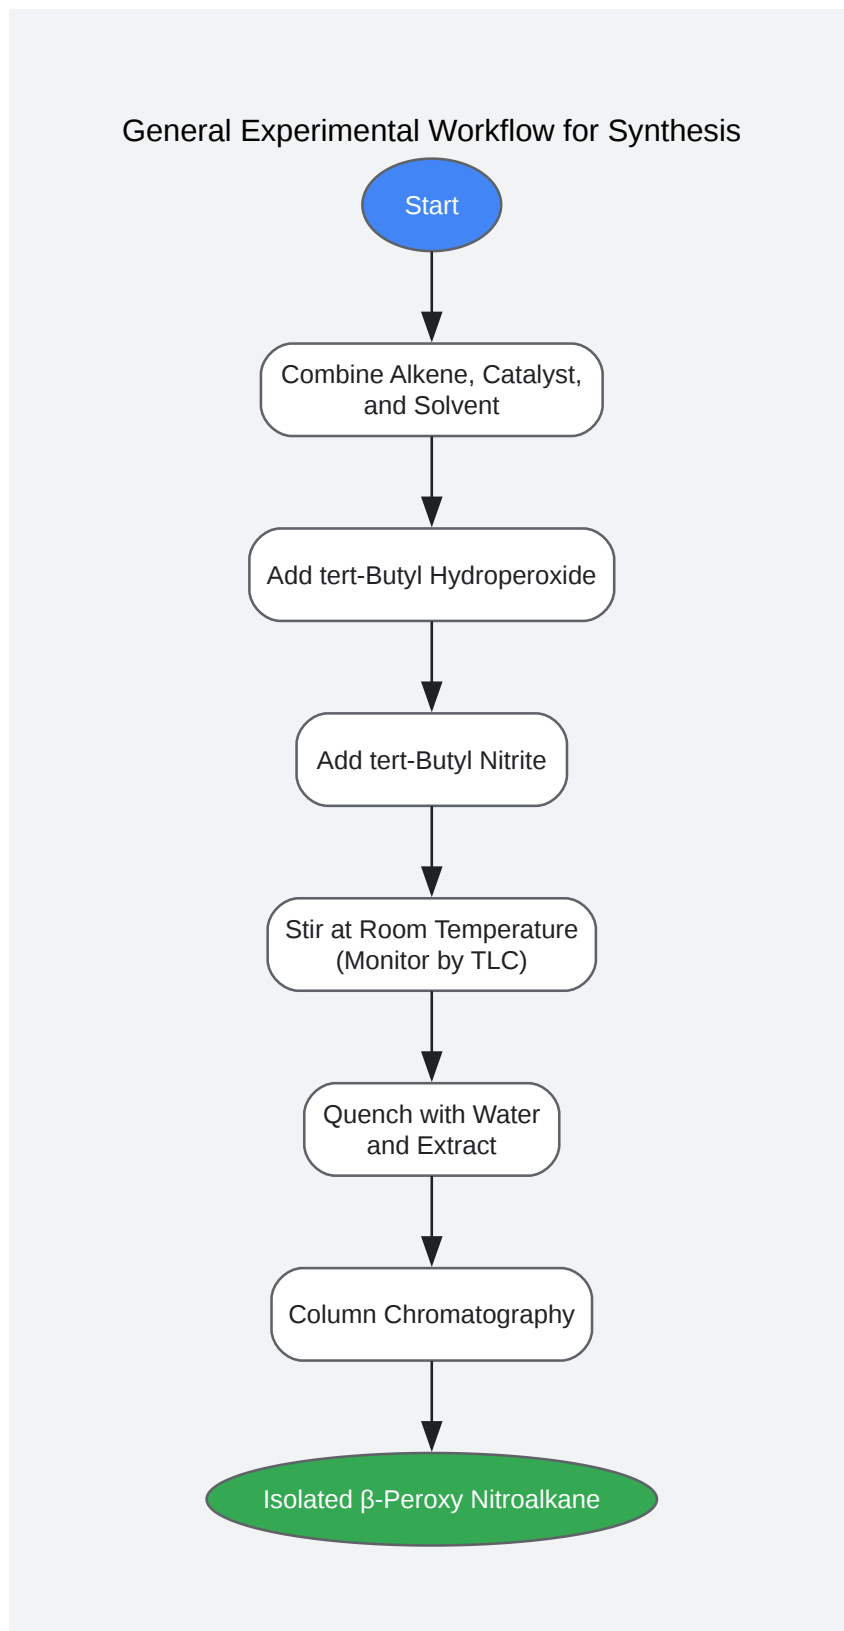 General Experimental Workflow for Synthesis
Start
Combine Alkene, Catalyst,
and Solvent
Add tert-Butyl Hydroperoxide
Add tert-Butyl Nitrite
Stir at Room Temperature
(Monitor by TLC)
Quench with Water
and Extract
Column Chromatography
Isolated β-Peroxy Nitroalkane